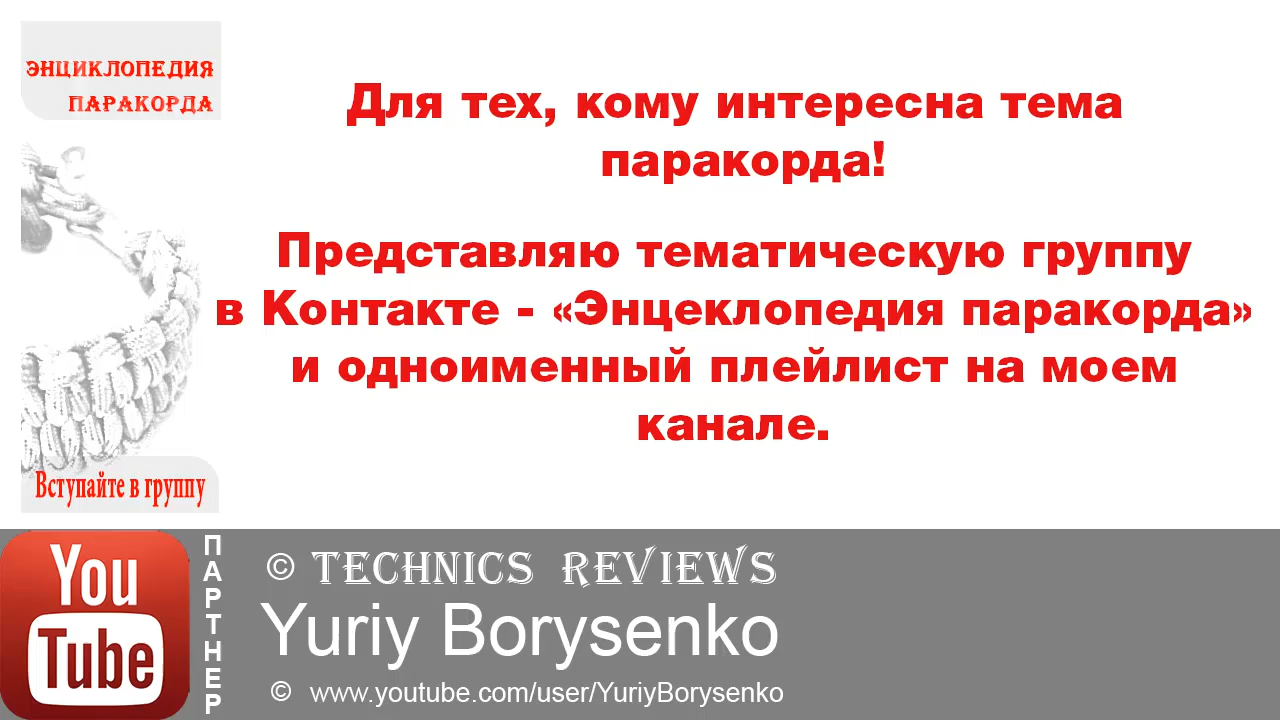 ЭНЦИКЛОПЕДИЯ
ПАРАКОРДА
Для тех, кому интересна тема
паракорда!
Представляю тематическую группу
в Контакте - «Энцеклопедия паракорда»
и одноименный плейлист на моем
канале.
Вступайте в группу
You
Tube
ПАРТНЕР
© TECHNICS REVIEWS
Yuriy Borysenko
© www.youtube.com/user/YuriyBorysenko